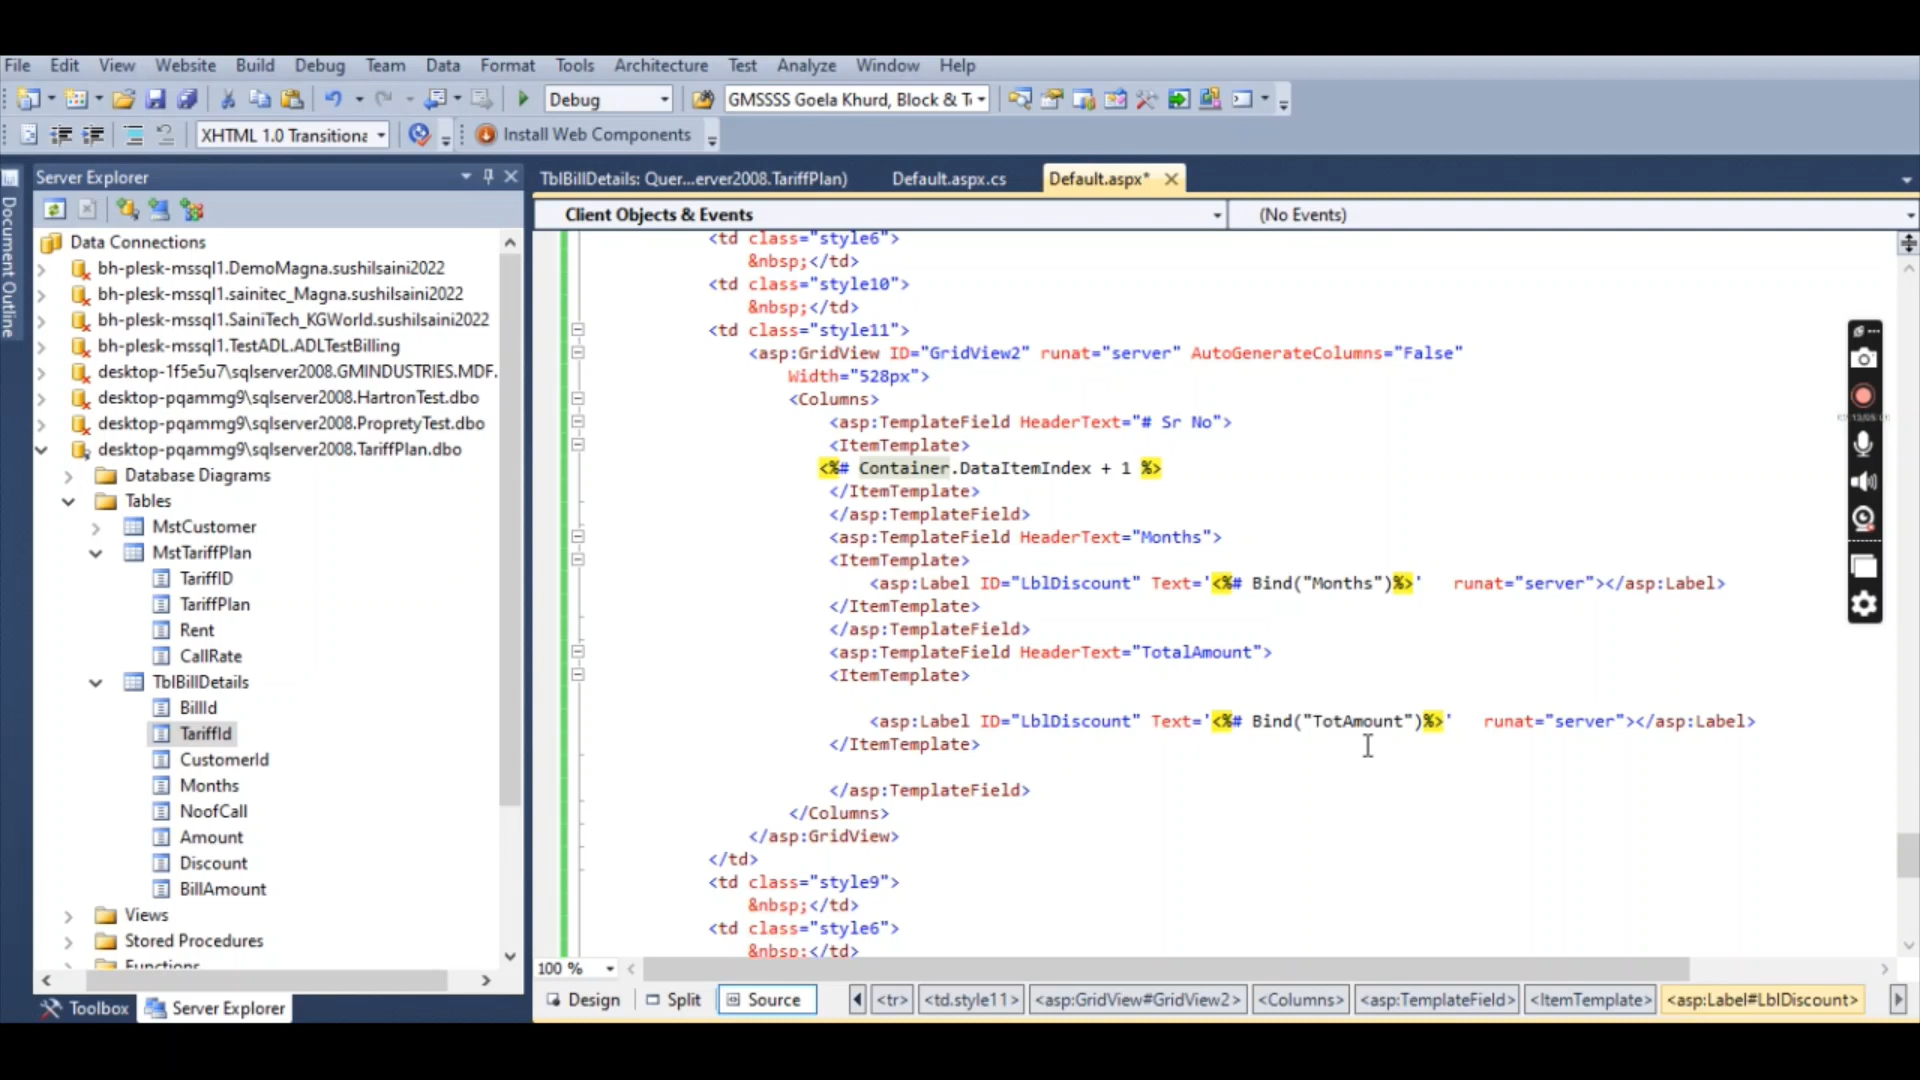 File Edit View Website Build Debug Team Data Format Tools Architecture Test Analyze Window Help
Debug GMSSSS Goela Khurd, Block & T
XHTML 1.0 Transitiona Install Web Components
Document Outline
Server Explorer
Data Connections
bh-plesk-mssql1.DemoMagna.sushilsaini2022
bh-plesk-mssql1.sainitec_Magna.sushilsaini2022
bh-plesk-mssql1.SainiTech_KGWorld.sushilsaini2022
bh-plesk-mssql1.TestADL.ADLTestBilling
desktop-1f5e5u7\sqlserver2008.GMINDUSTRIES.MDF.
desktop-pqammg9\sqlserver2008.HartronTest.dbo
desktop-pqammg9\sqlserver2008.PropretyTest.dbo
desktop-pqammg9\sqlserver2008.TariffPlan.dbo
Database Diagrams
Tables
MstCustomer
MstTariffPlan
TariffID
TariffPlan
Rent
CallRate
TblBillDetails
BillId
TariffId
CustomerId
Months
NoofCall
Amount
Discount
BillAmount
Views
Stored Procedures
Functions
Toolbox Server Explorer
TblBillDetails: Quer...erver2008.TariffPlan) Default.aspx.cs Default.aspx*
Client Objects & Events (No Events)
<td class="style6">
&nbsp;</td>
<td class="style10">
&nbsp;</td>
<td class="style11">
<asp:GridView ID="GridView2" runat="server" AutoGenerateColumns="False"
Width="528px">
<Columns>
<asp:TemplateField HeaderText="# Sr No">
<ItemTemplate>
<%# Container.DataItemIndex + 1 %>
</ItemTemplate>
</asp:TemplateField>
<asp:TemplateField HeaderText="Months">
<ItemTemplate>
<asp:Label ID="LblDiscount" Text='<%# Bind("Months")%>' runat="server"></asp:Label>
</ItemTemplate>
</asp:TemplateField>
<asp:TemplateField HeaderText="TotalAmount">
<ItemTemplate>
<asp:Label ID="LblDiscount" Text='<%# Bind("TotAmount")%>' runat="server"></asp:Label>
</ItemTemplate>
</asp:TemplateField>
</Columns>
</asp:GridView>
</td>
<td class="style9">
&nbsp;</td>
<td class="style6">
&nbsp;</td>
100 %
Design Split Source <tr> <td.style11> <asp:GridView#GridView2> <Columns> <asp:TemplateField> <ItemTemplate> <asp:Label#LblDiscount>